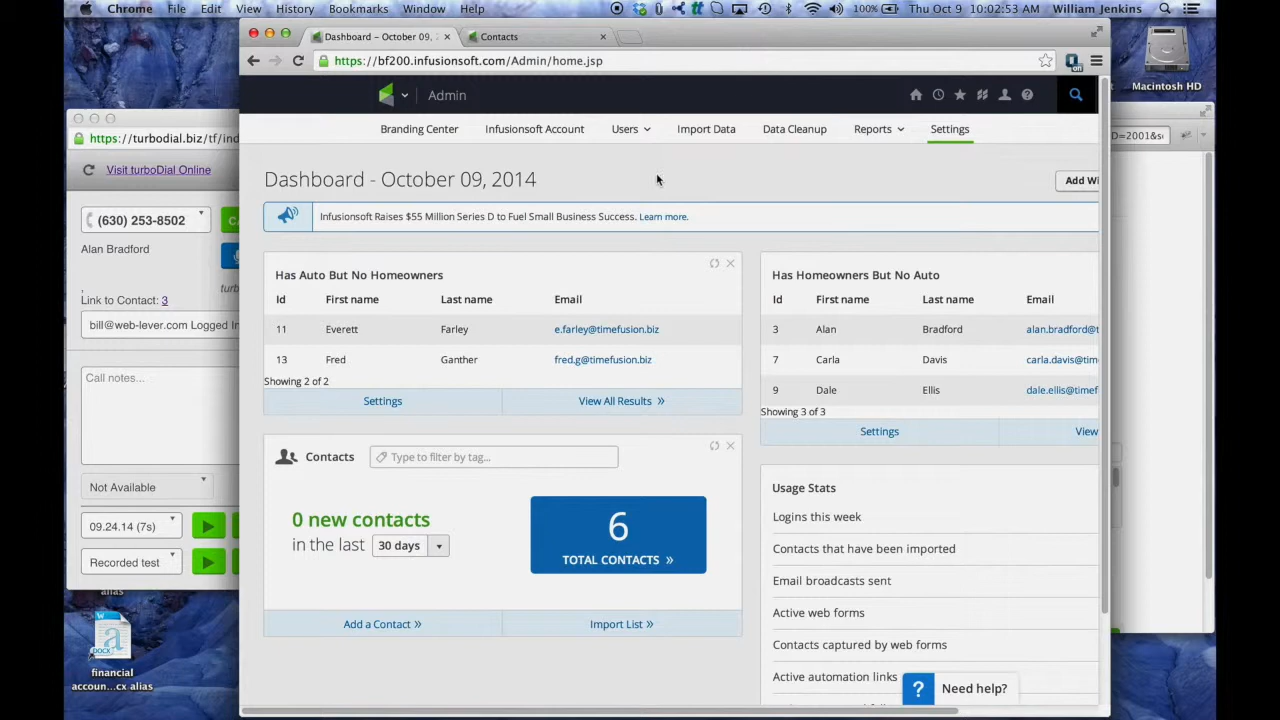 Chrome File Edit View History Bookmarks Window Help 100% Thu Oct 9 10:02:53 AM William Jenkins
Dashboard – October 09, 2 Contacts
https://bf200.infusionsoft.com/Admin/home.jsp
Macintosh HD
Admin
https://turbodial.biz/tf/ind
D=2001&s
Branding Center Infusionsoft Account Users Import Data Data Cleanup Reports Settings
Visit turboDial Online
Dashboard - October 09, 2014
Add Wi
(630) 253-8502
Infusionsoft Raises $55 Million Series D to Fuel Small Business Success. Learn more.
Alan Bradford
Has Auto But No Homeowners
Has Homeowners But No Auto
turb
,
Link to Contact: 3
Id First name Last name Email
Id First name Last name Email
bill@web-lever.com Logged In
11 Everett Farley e.farley@timefusion.biz
3 Alan Bradford alan.bradford@t
13 Fred Ganther fred.g@timefusion.biz
7 Carla Davis carla.davis@tim
Call notes...
Showing 2 of 2
9 Dale Ellis dale.ellis@timef
Settings View All Results »
Showing 3 of 3
Settings View
Contacts Type to filter by tag...
Not Available
Usage Stats
0 new contacts
in the last 30 days
6
TOTAL CONTACTS »
Logins this week
09.24.14 (7s)
Contacts that have been imported
Recorded test
Email broadcasts sent
alias
Active web forms
Add a Contact » Import List »
Contacts captured by web forms
W
a
DOCX
financial
accoun...cx alias
Active automation links
? Need help?